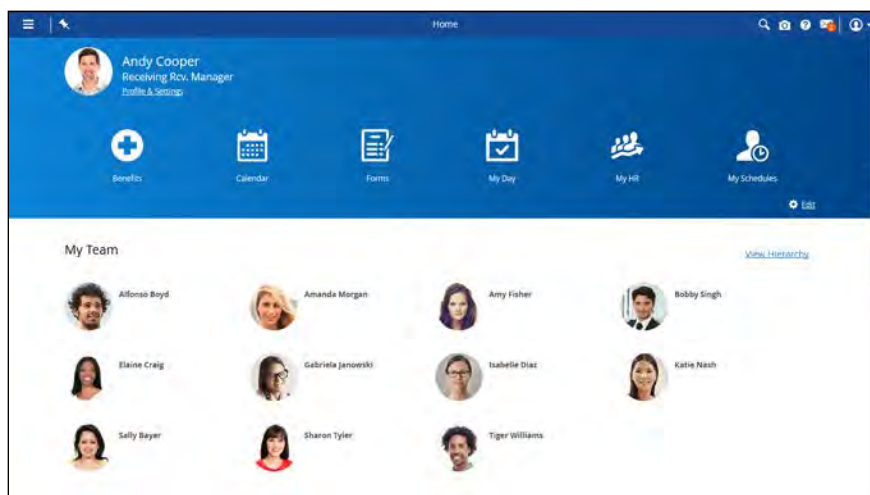 Home
Andy Cooper
Receiving Rcv. Manager
Profile & Settings
Benefits
Calendar
Forms
My Day
My HR
My Schedules
Edit
My Team
View Hierarchy
Alfonso Boyd
Amanda Morgan
Amy Fisher
Bobby Singh
Elaine Craig
Gabriela Janowski
Isabelle Diaz
Katie Nash
Sally Bayer
Sharon Tyler
Tiger Williams